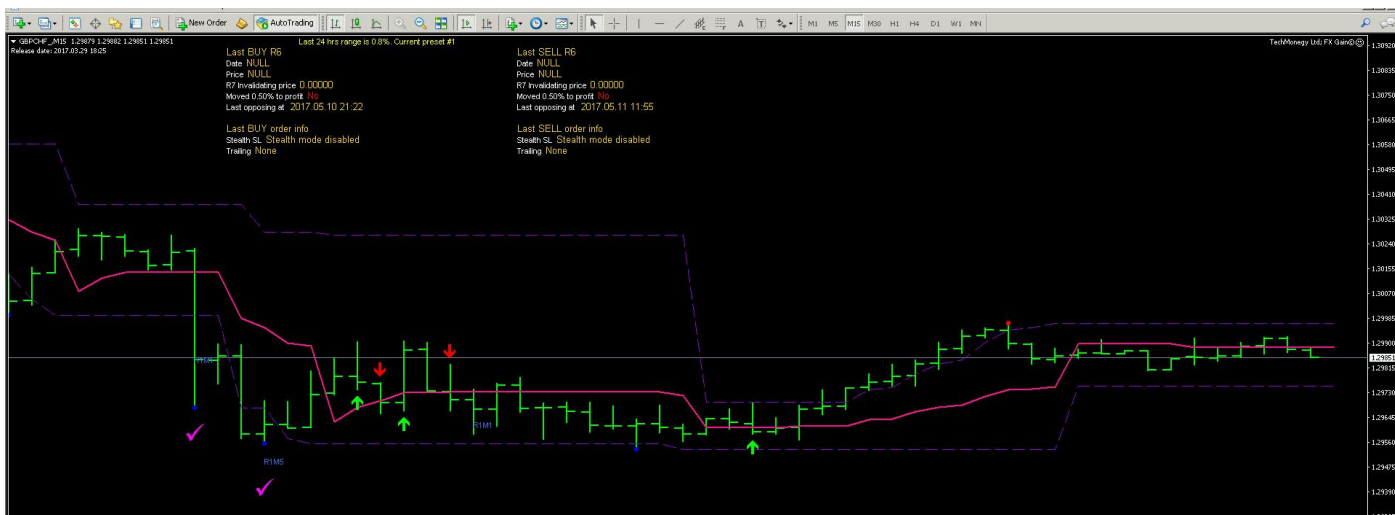 New Order
AutoTrading
A
T
M1 M5 M15 M30 H1 H4 D1 W1 MN
▼ GBPCHF_,M15 1.29879 1.29882 1.29851 1.29851
Last 24 hrs range is 0.8%. Current preset #1
TechMonegy Ltd; FX Gain©
Release date: 2017.03.29 18:25
Last BUY R6
Date NULL
Price NULL
R7 Invalidating price 0.00000
Moved 0.50% to profit No
Last opposing at 2017.05.10 21:22
Last BUY order info
Stealth SL Stealth mode disabled
Trailing None
Last SELL R6
Date NULL
Price NULL
R7 Invalidating price 0.00000
Moved 0.50% to profit No
Last opposing at 2017.05.11 11:55
Last SELL order info
Stealth SL Stealth mode disabled
Trailing None
R1M1
R1M5
1.30920
1.30835
1.30750
1.30665
1.30580
1.30495
1.30410
1.30325
1.30240
1.30155
1.30070
1.29985
1.29900
1.29851
1.29815
1.29730
1.29645
1.29560
1.29475
1.29390